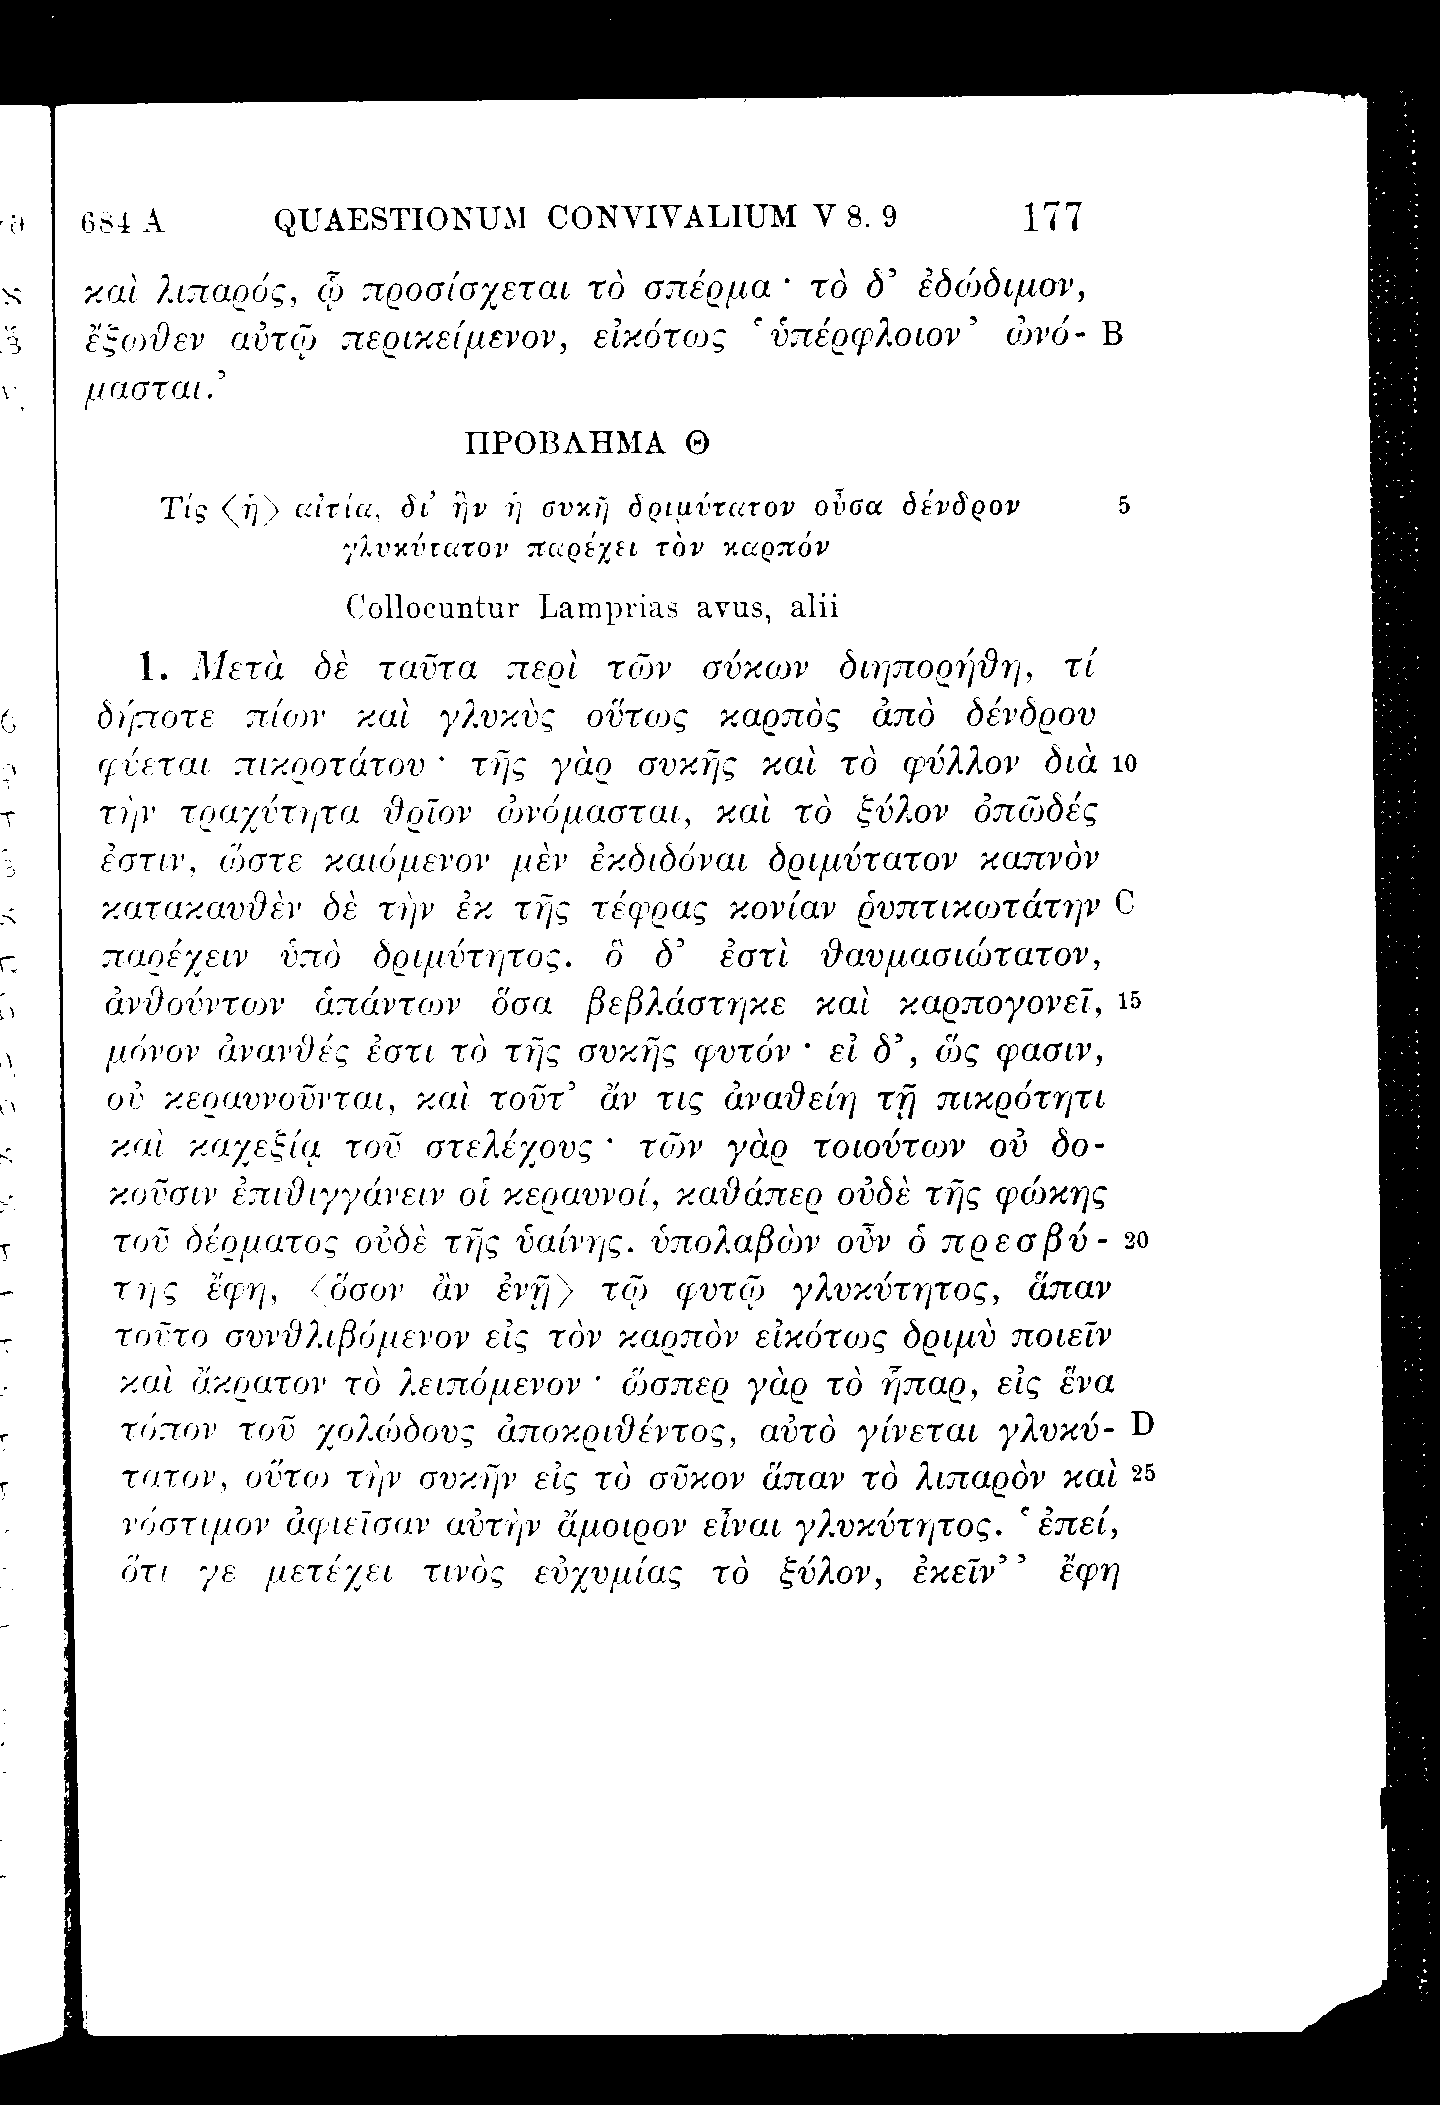 684 A QUAESTIONUM CONVIVALIUM V 8. 9 177
καὶ λιπαρός, ᾧ προσίσχεται τὸ σπέρμα · τὸ δ’ ἐδώδιμον,
ἔξωθεν αὐτῷ περικείμενον, εἰκότως ‘ὑπέρφλοιον’ ὠνό- B
μασται.’
ΠΡΟΒΛΗΜΑ Θ
Τίς <ἡ> αἰτία, δι’ ἣν ἡ συκῆ δριμύτατον οὖσα δένδρον 5
γλυκύτατον παρέχει τὸν καρπόν
Collocuntur Lamprias avus, alii
1. Μετὰ δὲ ταῦτα περὶ τῶν σύκων διηπορήθη, τί
δήποτε πίων καὶ γλυκὺς οὕτως καρπὸς ἀπὸ δένδρου
φύεται πικροτάτου · τῆς γὰρ συκῆς καὶ τὸ φύλλον διὰ 10
τὴν τραχύτητα θρῖον ὠνόμασται, καὶ τὸ ξύλον ὀπῶδές
ἐστιν, ὥστε καιόμενον μὲν ἐκδιδόναι δριμύτατον καπνὸν
κατακαυθὲν δὲ τὴν ἐκ τῆς τέφρας κονίαν ῥυπτικωτάτην C
παρέχειν ὑπὸ δριμύτητος. ὃ δ’ ἐστὶ θαυμασιώτατον,
ἀνθούντων ἁπάντων ὅσα βεβλάστηκε καὶ καρπογονεῖ, 15
μόνον ἀνανθές ἐστι τὸ τῆς συκῆς φυτόν · εἰ δ’, ὥς φασιν,
οὐ κεραυνοῦνται, καὶ τοῦτ’ ἄν τις ἀναθείη τῇ πικρότητι
καὶ καχεξίᾳ τοῦ στελέχους · τῶν γὰρ τοιούτων οὐ δο-
κοῦσιν ἐπιθιγγάνειν οἱ κεραυνοί, καθάπερ οὐδὲ τῆς φώκης
τοῦ δέρματος οὐδὲ τῆς ὑαίνης. ὑπολαβὼν οὖν ὁ πρεσβύ- 20
της ἔφη, <ὅσον ἂν ἐνῇ> τῷ φυτῷ γλυκύτητος, ἅπαν
τοῦτο συνθλιβόμενον εἰς τὸν καρπὸν εἰκότως δριμὺ ποιεῖν
καὶ ἄκρατον τὸ λειπόμενον · ὥσπερ γὰρ τὸ ἧπαρ, εἰς ἕνα
τόπον τοῦ χολώδους ἀποκριθέντος, αὐτὸ γίνεται γλυκύ- D
τατον, οὕτω τὴν συκῆν εἰς τὸ σῦκον ἅπαν τὸ λιπαρὸν καὶ 25
νόστιμον ἀφιεῖσαν αὐτὴν ἄμοιρον εἶναι γλυκύτητος. ‘ἐπεί,
ὅτι γε μετέχει τινὸς εὐχυμίας τὸ ξύλον, ἐκεῖν’’ ἔφη